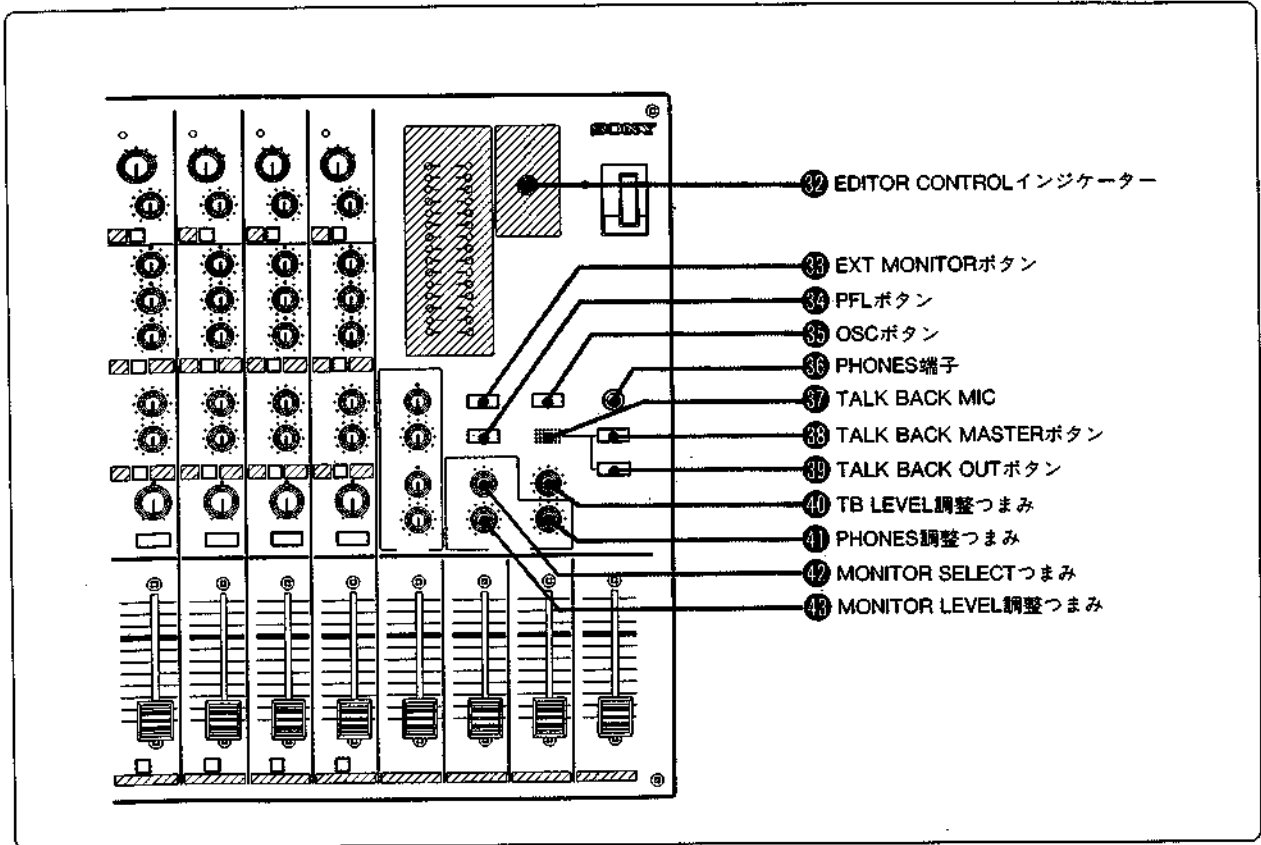 SONY
32 EDITOR CONTROLインジケーター
33 EXT MONITORボタン
34 PFLボタン
35 OSCボタン
36 PHONES端子
37 TALK BACK MIC
38 TALK BACK MASTERボタン
39 TALK BACK OUTボタン
40 TB LEVEL調整つまみ
41 PHONES調整つまみ
42 MONITOR SELECTつまみ
43 MONITOR LEVEL調整つまみ